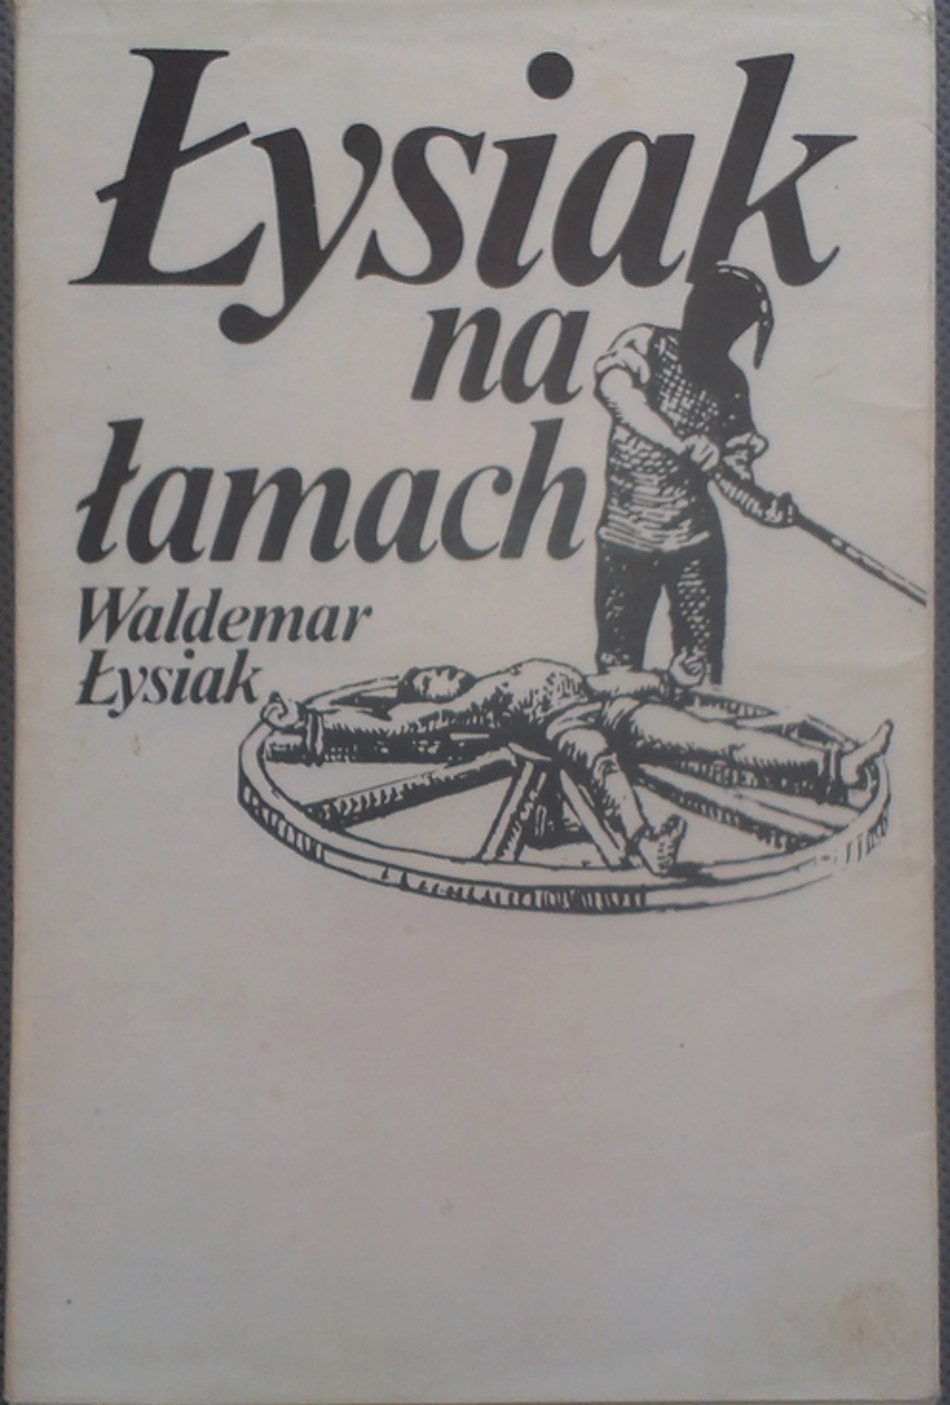 Łysiak
na
łamach
Waldemar
Łysiak